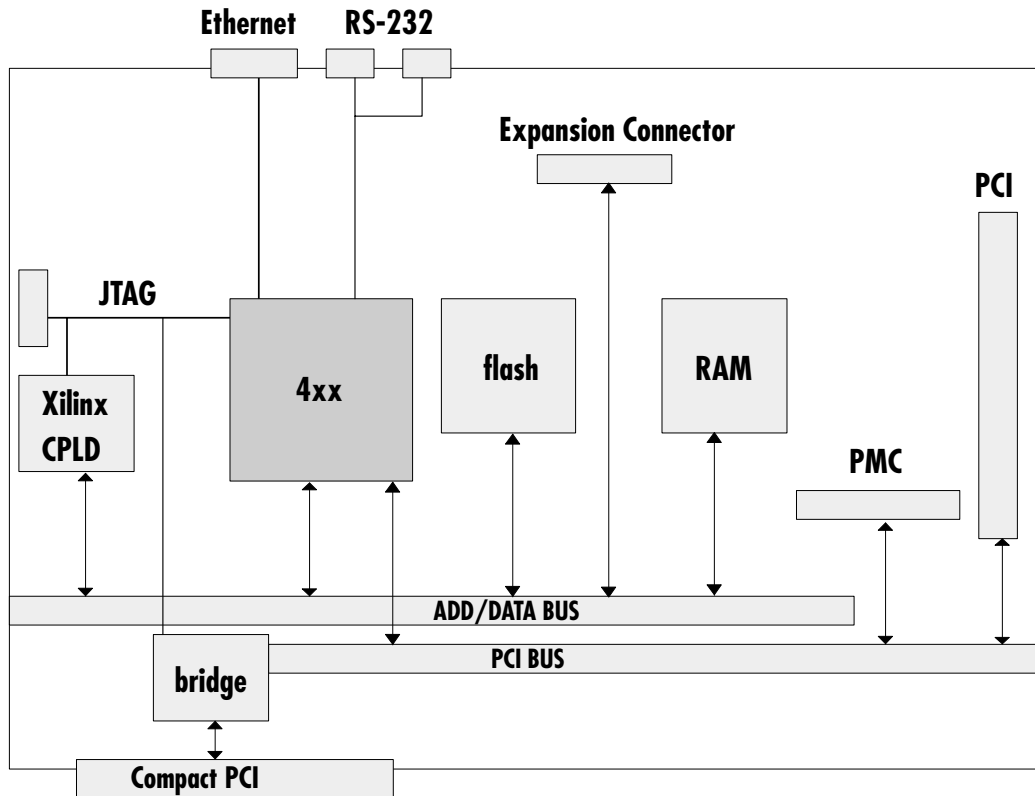 Ethernet
RS-232
Expansion Connector
PCI
JTAG
4xx
flash
RAM
Xilinx
CPLD
PMC
ADD/DATA BUS
PCI BUS
bridge
Compact PCI